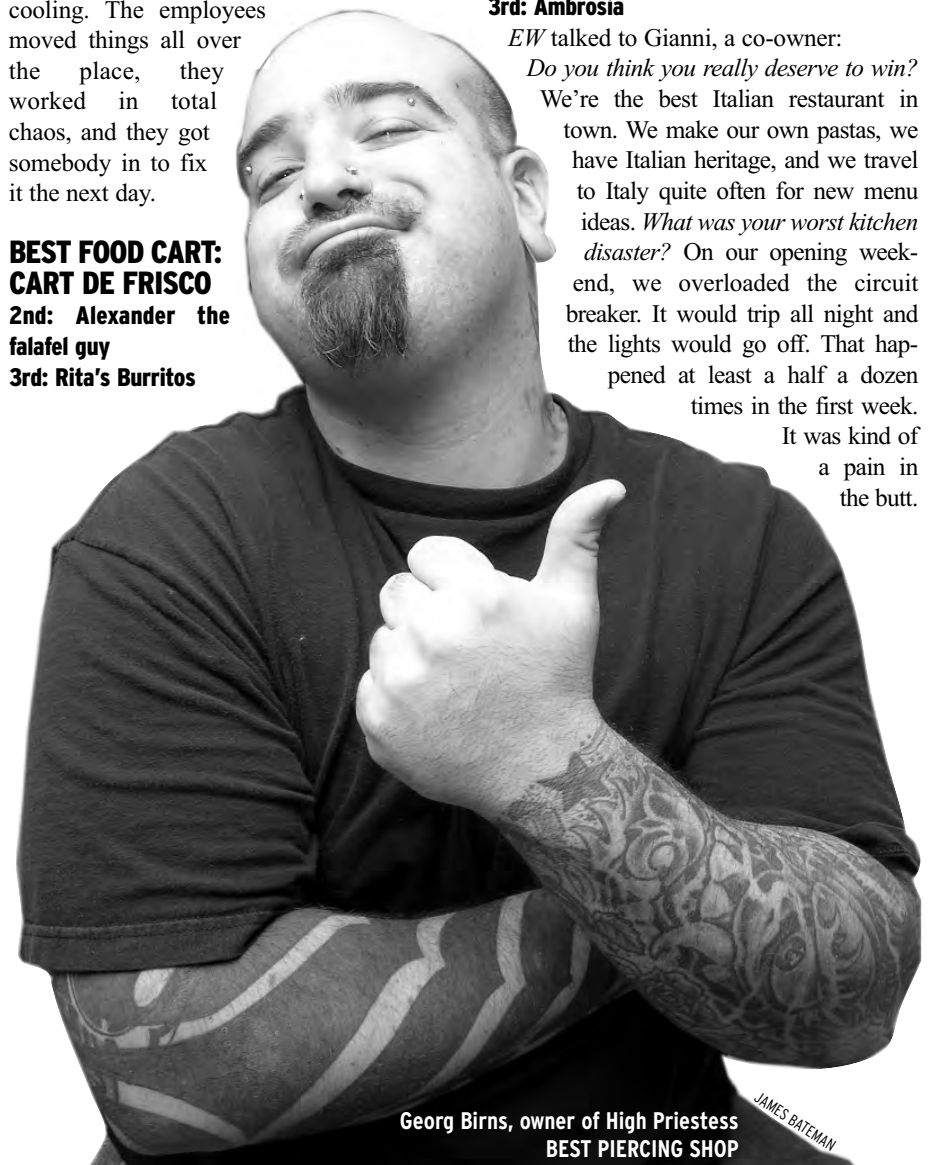 cooling. The employees
moved things all over
the place, they
worked in total
chaos, and they got
somebody in to fix
it the next day.
BEST FOOD CART:
CART DE FRISCO
2nd: Alexander the
falafel guy
3rd: Rita's Burritos
3rd: Ambrosia
EW talked to Gianni, a co-owner:
Do you think you really deserve to win?
We're the best Italian restaurant in
town. We make our own pastas, we
have Italian heritage, and we travel
to Italy quite often for new menu
ideas. What was your worst kitchen
disaster? On our opening week-
end, we overloaded the circuit
breaker. It would trip all night and
the lights would go off. That hap-
pened at least a half a dozen
times in the first week.
It was kind of
a pain in
the butt.
Georg Birns, owner of High Priestess
BEST PIERCING SHOP
JAMES BATEMAN